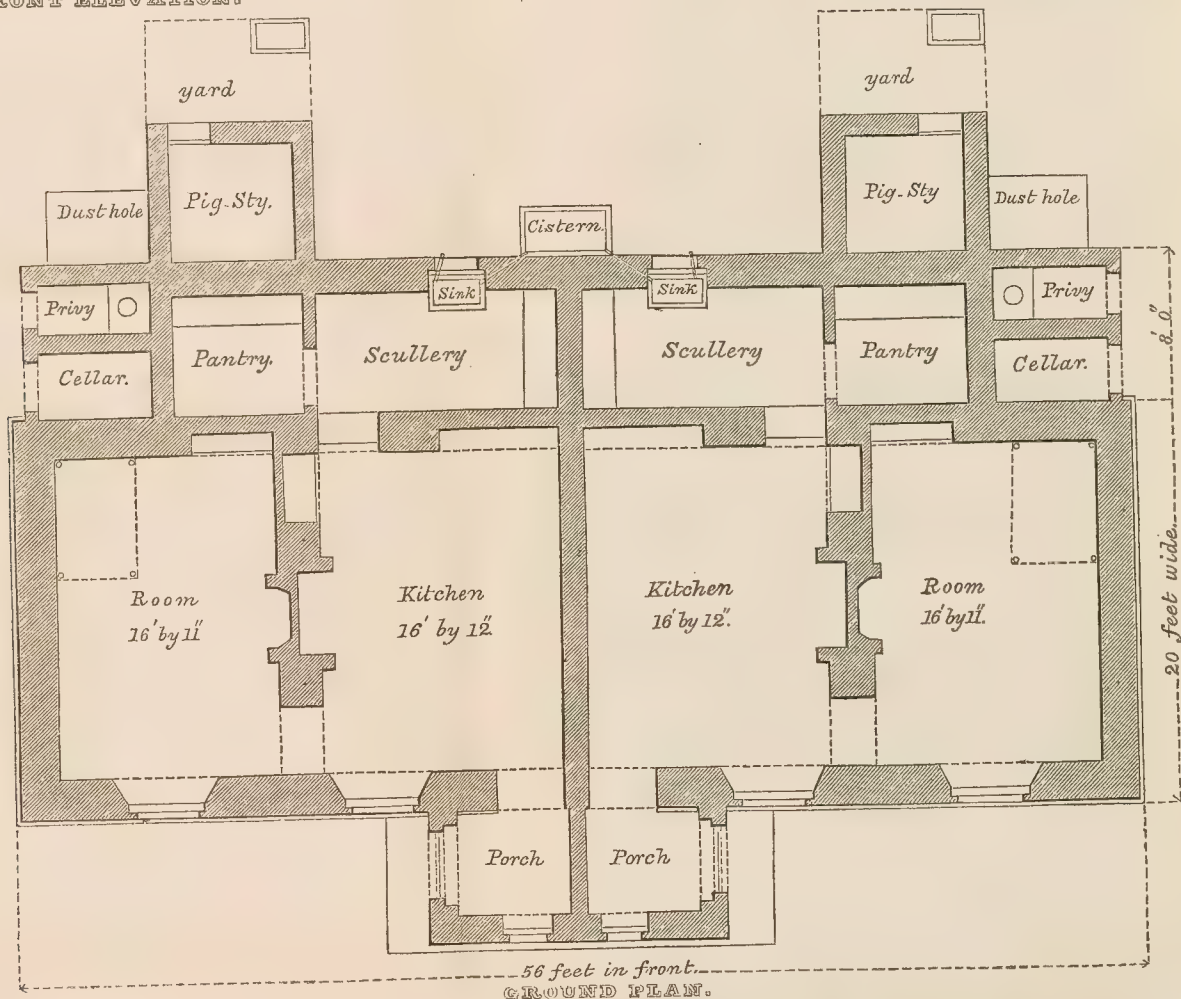 FRONT ELEVATION.
yard
yard
Pig-Sty.
Pig-Sty
Dust hole
Dust hole
Cistern.
Sink
Sink
Privy
Privy
Pantry.
Scullery
Scullery
Pantry
Cellar.
Cellar.
8' 0"
Room
16' by 11"
Kitchen
16' by 12"
Kitchen
16' by 12".
Room
16' by 11".
20 feet wide.
Porch
Porch
56 feet in front.
GROUND PLAN.